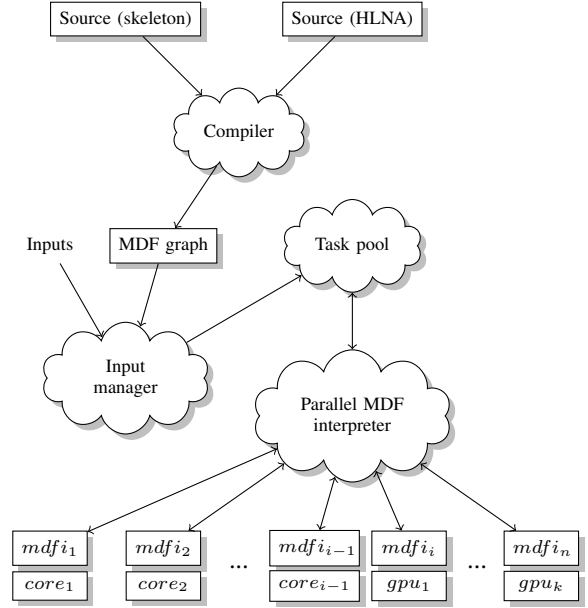 Source (skeleton)
Source (HLNA)
Compiler
Inputs
MDF graph
Task pool
Input
manager
Parallel MDF
interpreter
mdfi₁
mdfi₂
...
mdfiᵢ₋₁
mdfiᵢ
...
mdfiₙ
core₁
core₂
coreᵢ₋₁
gpu₁
gpuₖ